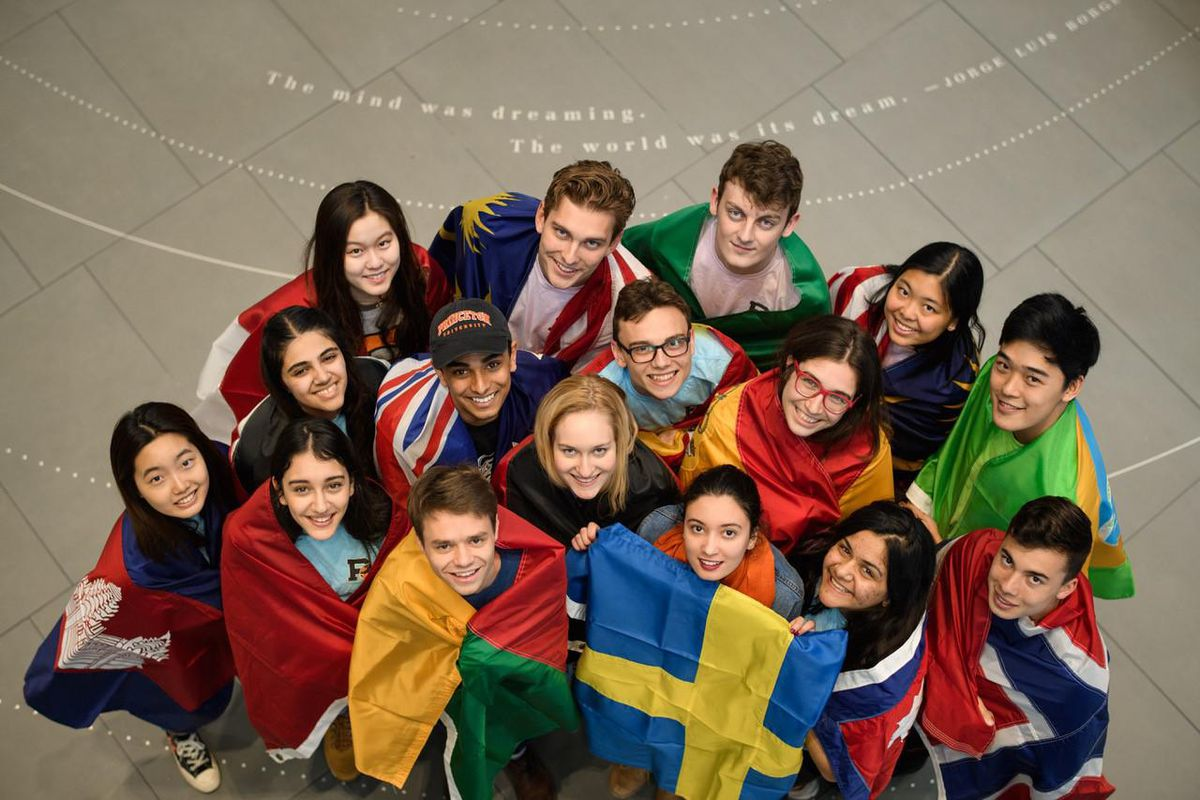 The mind was dreaming.
The world was its dream. —JORGE LUIS BORGES
PRINCETON
UNIVERSITY